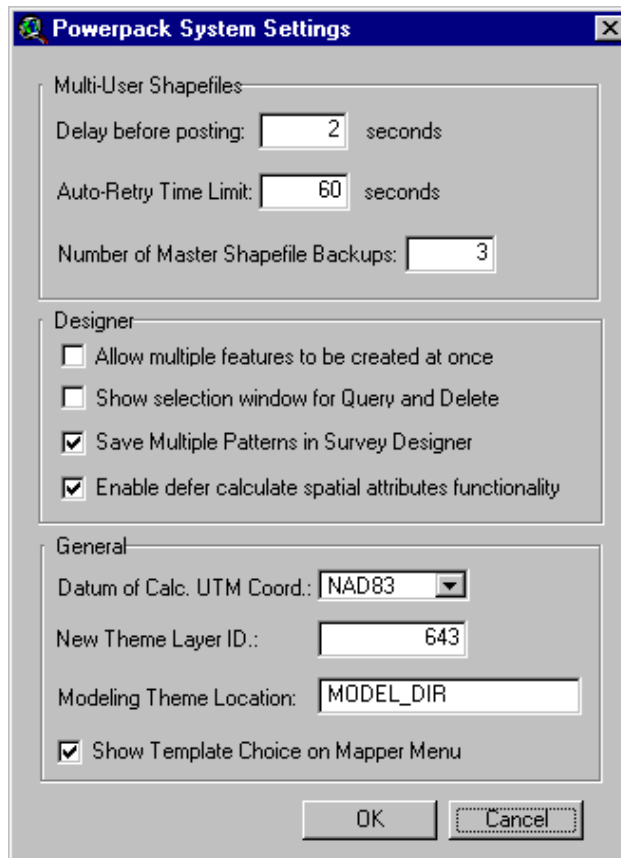 Powerpack System Settings
Multi-User Shapefiles
Delay before posting: 2 seconds
Auto-Retry Time Limit: 60 seconds
Number of Master Shapefile Backups: 3
Designer
Allow multiple features to be created at once
Show selection window for Query and Delete
Save Multiple Patterns in Survey Designer
Enable defer calculate spatial attributes functionality
General
Datum of Calc. UTM Coord.: NAD83
New Theme Layer ID.: 643
Modeling Theme Location: MODEL_DIR
Show Template Choice on Mapper Menu
OK Cancel